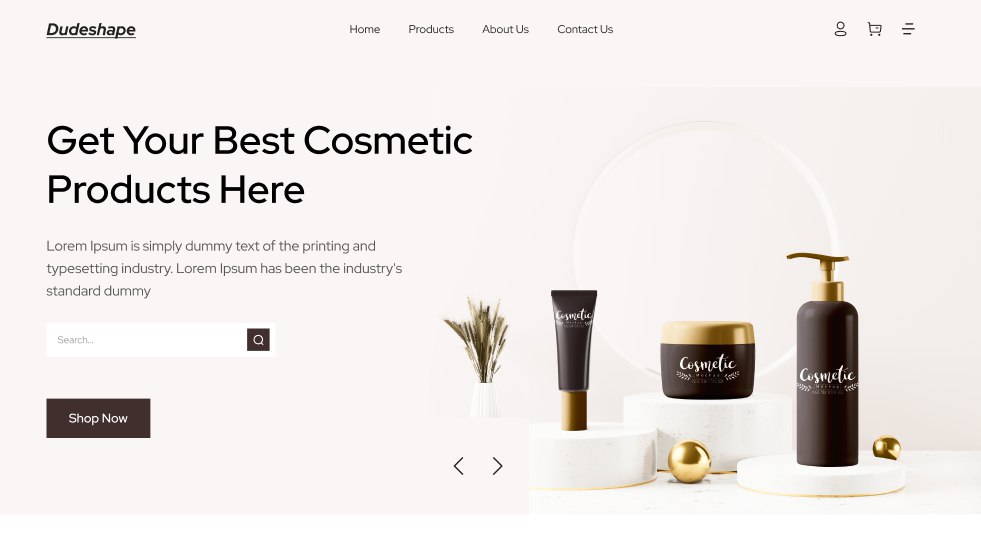 Dudeshape
Home Products About Us Contact Us
Get Your Best Cosmetic
Products Here
Lorem Ipsum is simply dummy text of the printing and
typesetting industry. Lorem Ipsum has been the industry's
standard dummy
Search...
Shop Now
Cosmetic
Cosmetic
Mockup
Cosmetic
Mockup